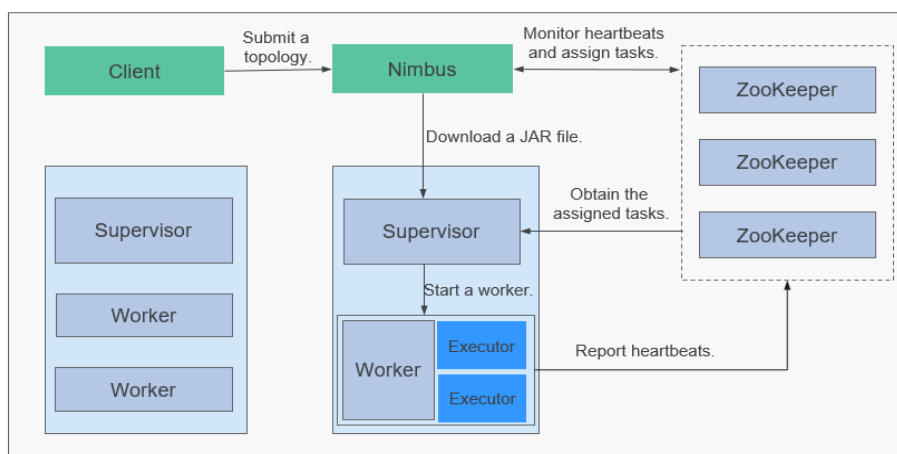 Client
Submit a
topology.
Nimbus
Monitor heartbeats
and assign tasks.
ZooKeeper
ZooKeeper
ZooKeeper
Download a JAR file.
Supervisor
Worker
Worker
Supervisor
Obtain the
assigned tasks.
Start a worker.
Worker
Executor
Executor
Report heartbeats.